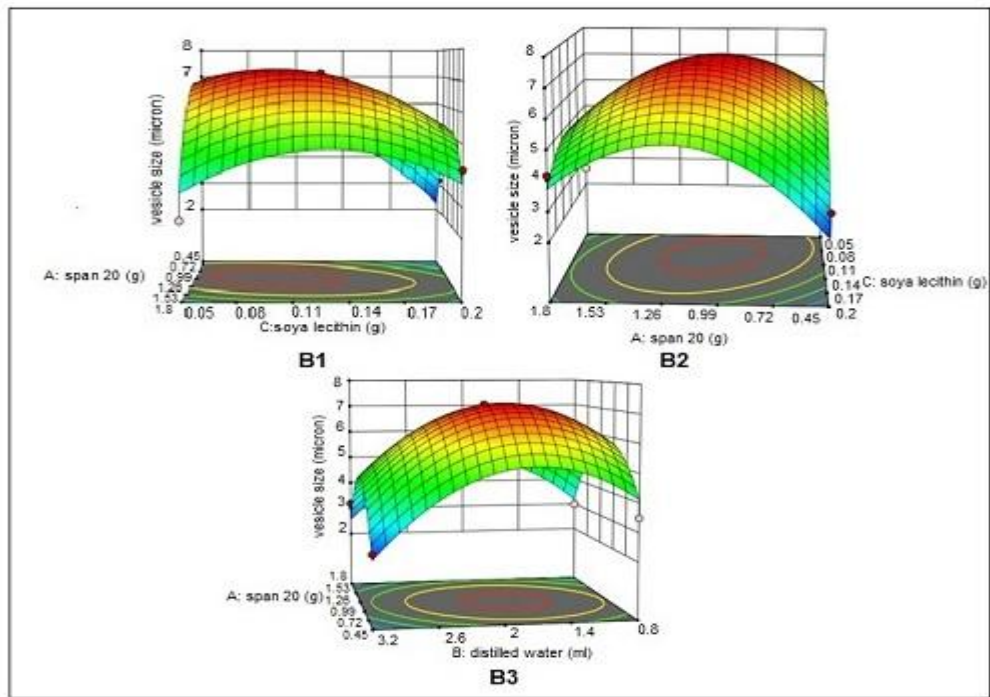 8
7
2
vesicle size (micron)
0.45
0.72
0.99
1.26
1.53
1.8
A: span 20 (g)
0.05 0.08 0.11 0.14 0.17 0.2
C:soya lecithin (g)
B1
8
7
6
5
4
3
2
vesicle size (micron)
1.8 1.53 1.26 0.99 0.72 0.45
A: span 20 (g)
0.05
0.08
0.11
0.14
0.17
0.2
C: soya lecithin (g)
B2
8
7
6
5
4
3
2
vesicle size (micron)
1.8
1.53
1.26
0.99
0.72
0.45
A: span 20 (g)
3.2 2.6 2 1.4 0.8
B: distilled water (ml)
B3